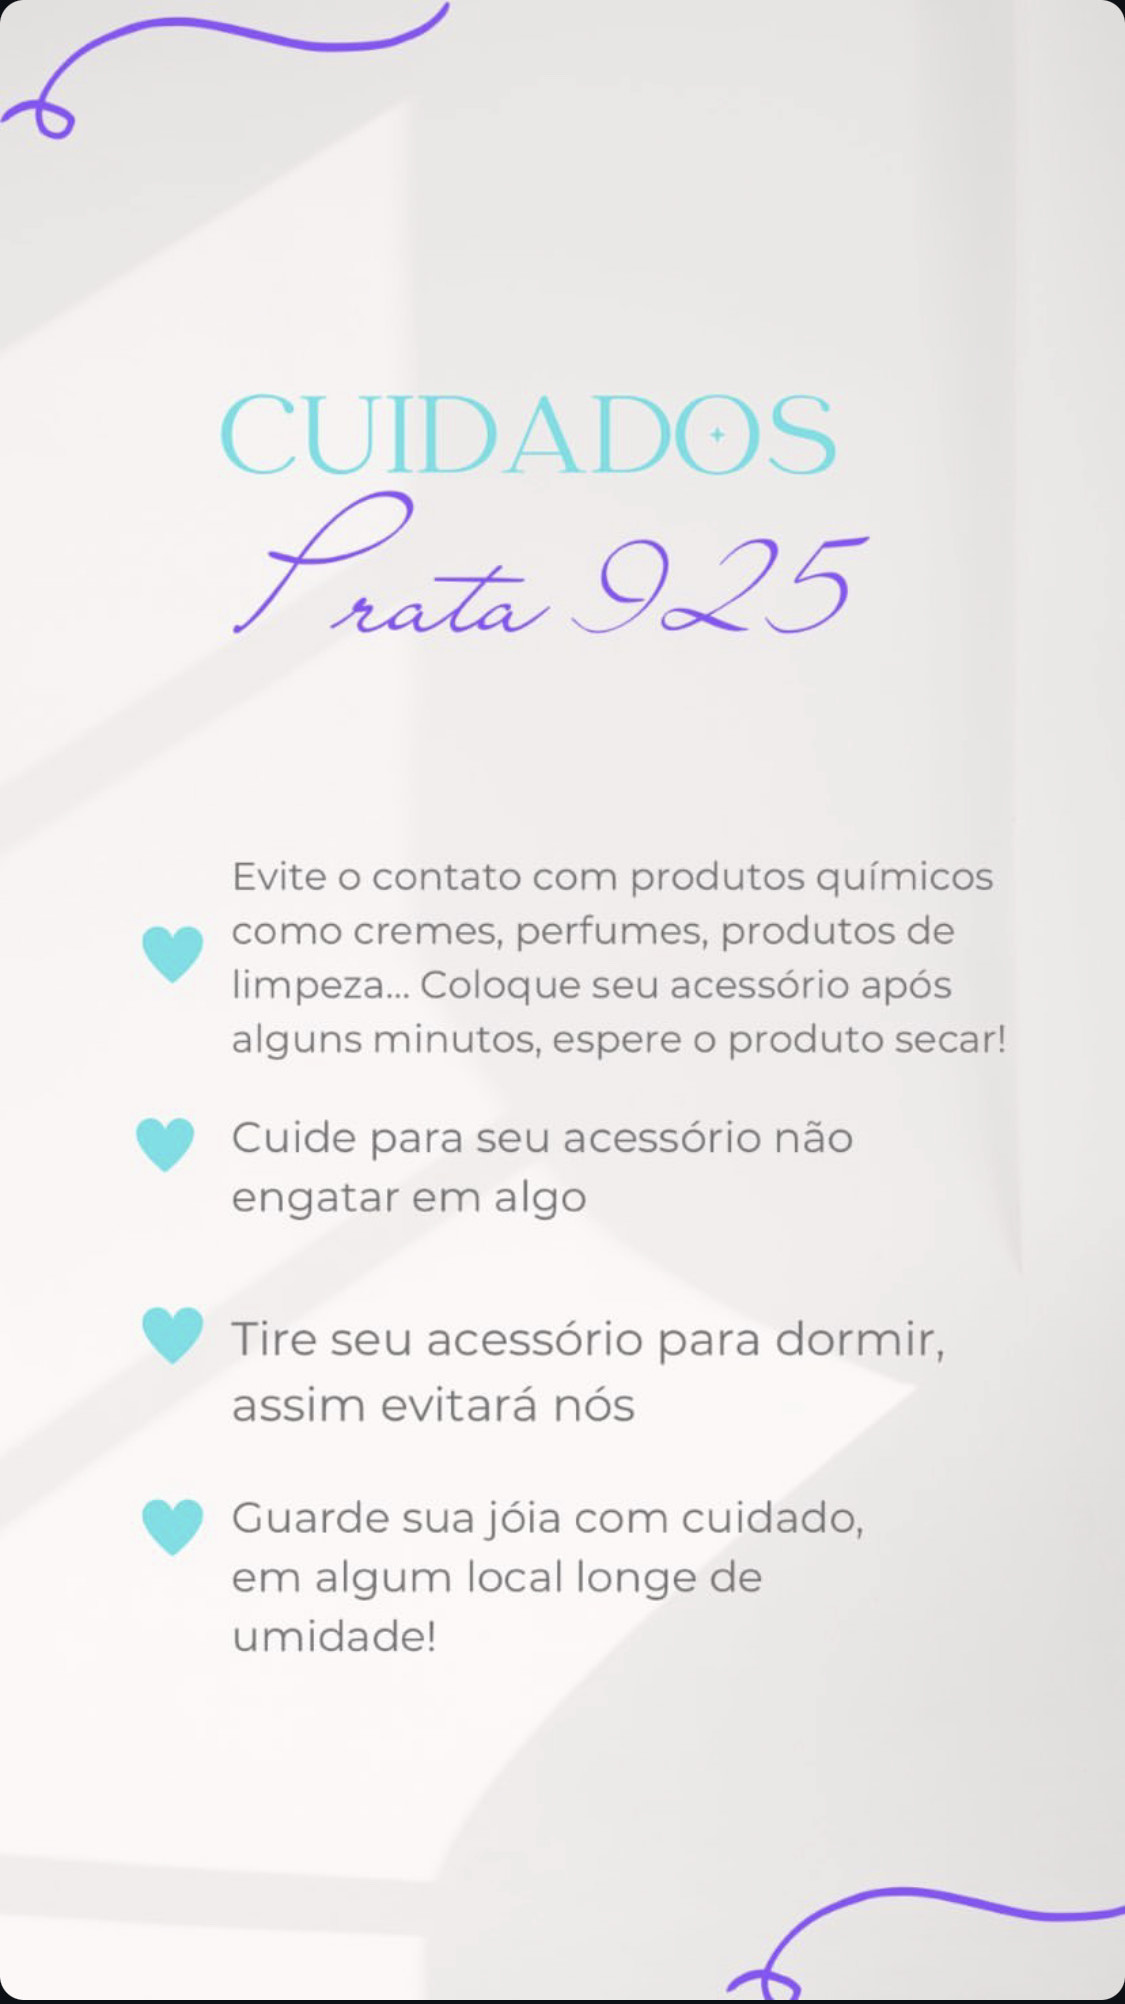 CUIDADOS
Prata 925
Evite o contato com produtos químicos
como cremes, perfumes, produtos de
limpeza... Coloque seu acessório após
alguns minutos, espere o produto secar!
Cuide para seu acessório não
engatar em algo
Tire seu acessório para dormir,
assim evitará nós
Guarde sua jóia com cuidado,
em algum local longe de
umidade!